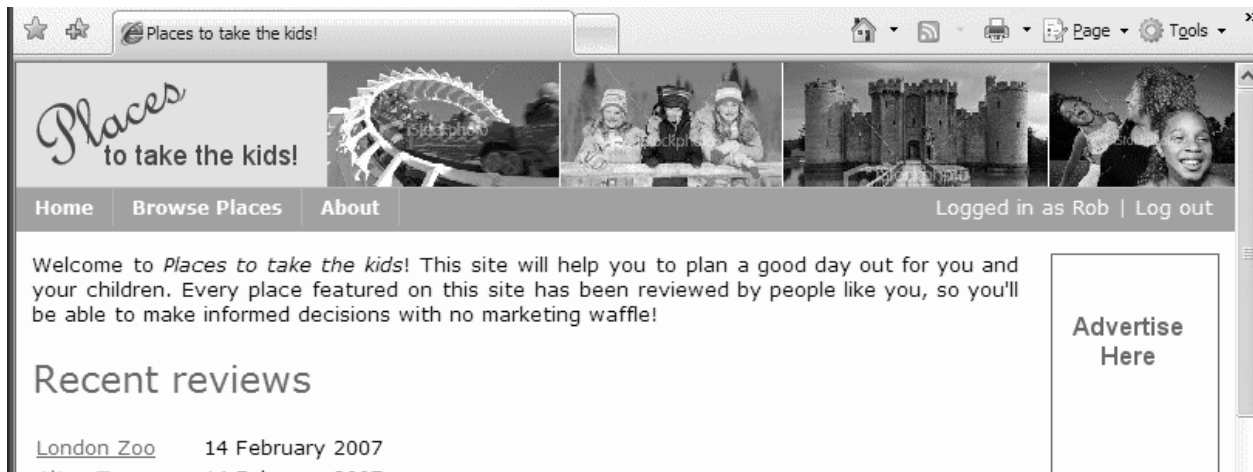 Places to take the kids!
Page
Tools
Places
to take the kids!
iStockphoto
Home
Browse Places
About
Logged in as Rob | Log out
Welcome to Places to take the kids! This site will help you to plan a good day out for you and
your children. Every place featured on this site has been reviewed by people like you, so you'll
be able to make informed decisions with no marketing waffle!
Advertise
Here
Recent reviews
London Zoo 14 February 2007